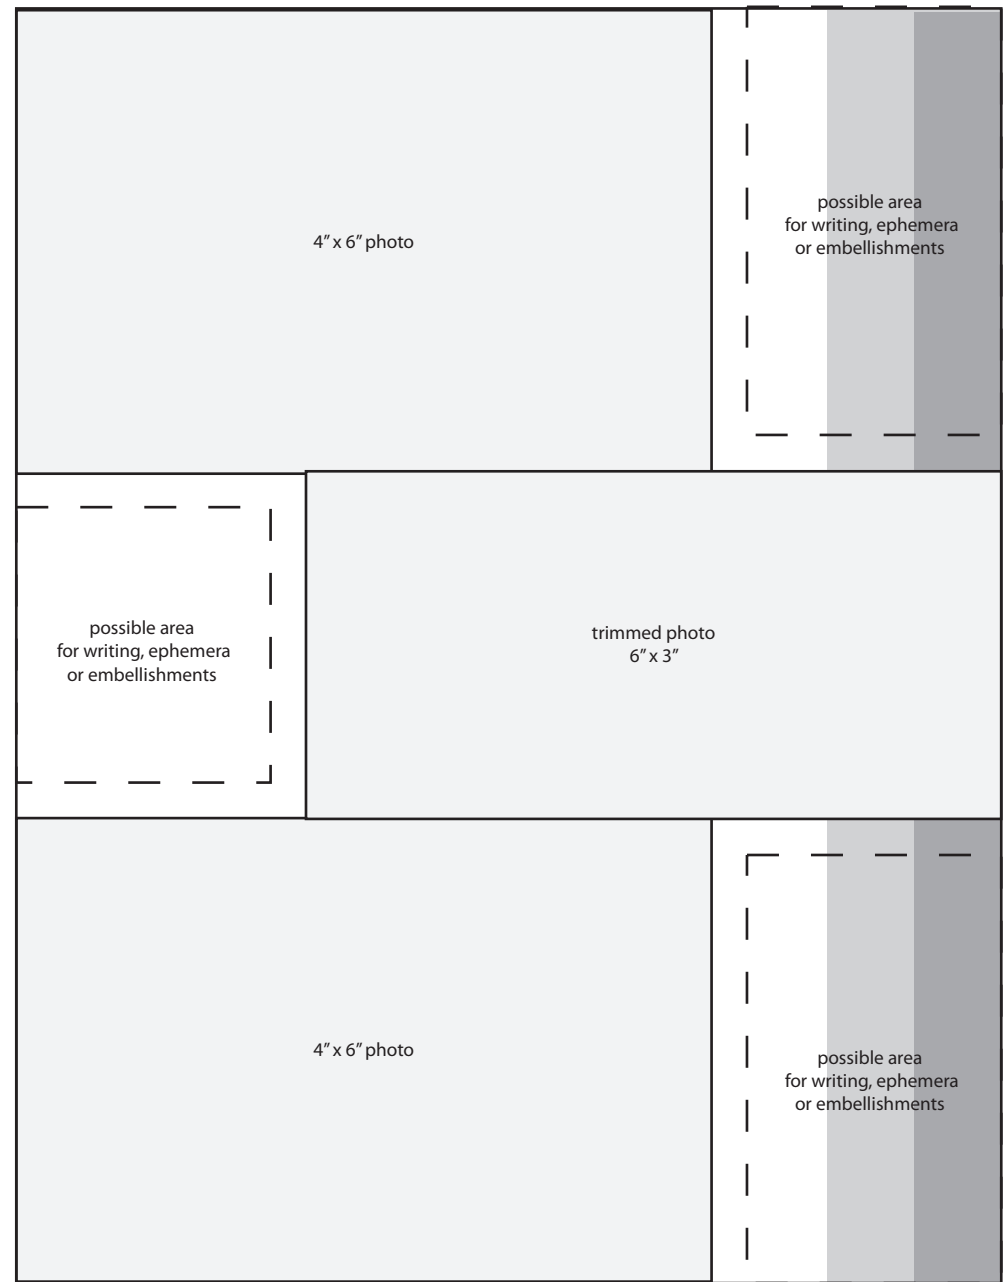 4” x 6” photo
possible area
for writing, ephemera
or embellishments
possible area
for writing, ephemera
or embellishments
trimmed photo
6” x 3”
4” x 6” photo
possible area
for writing, ephemera
or embellishments